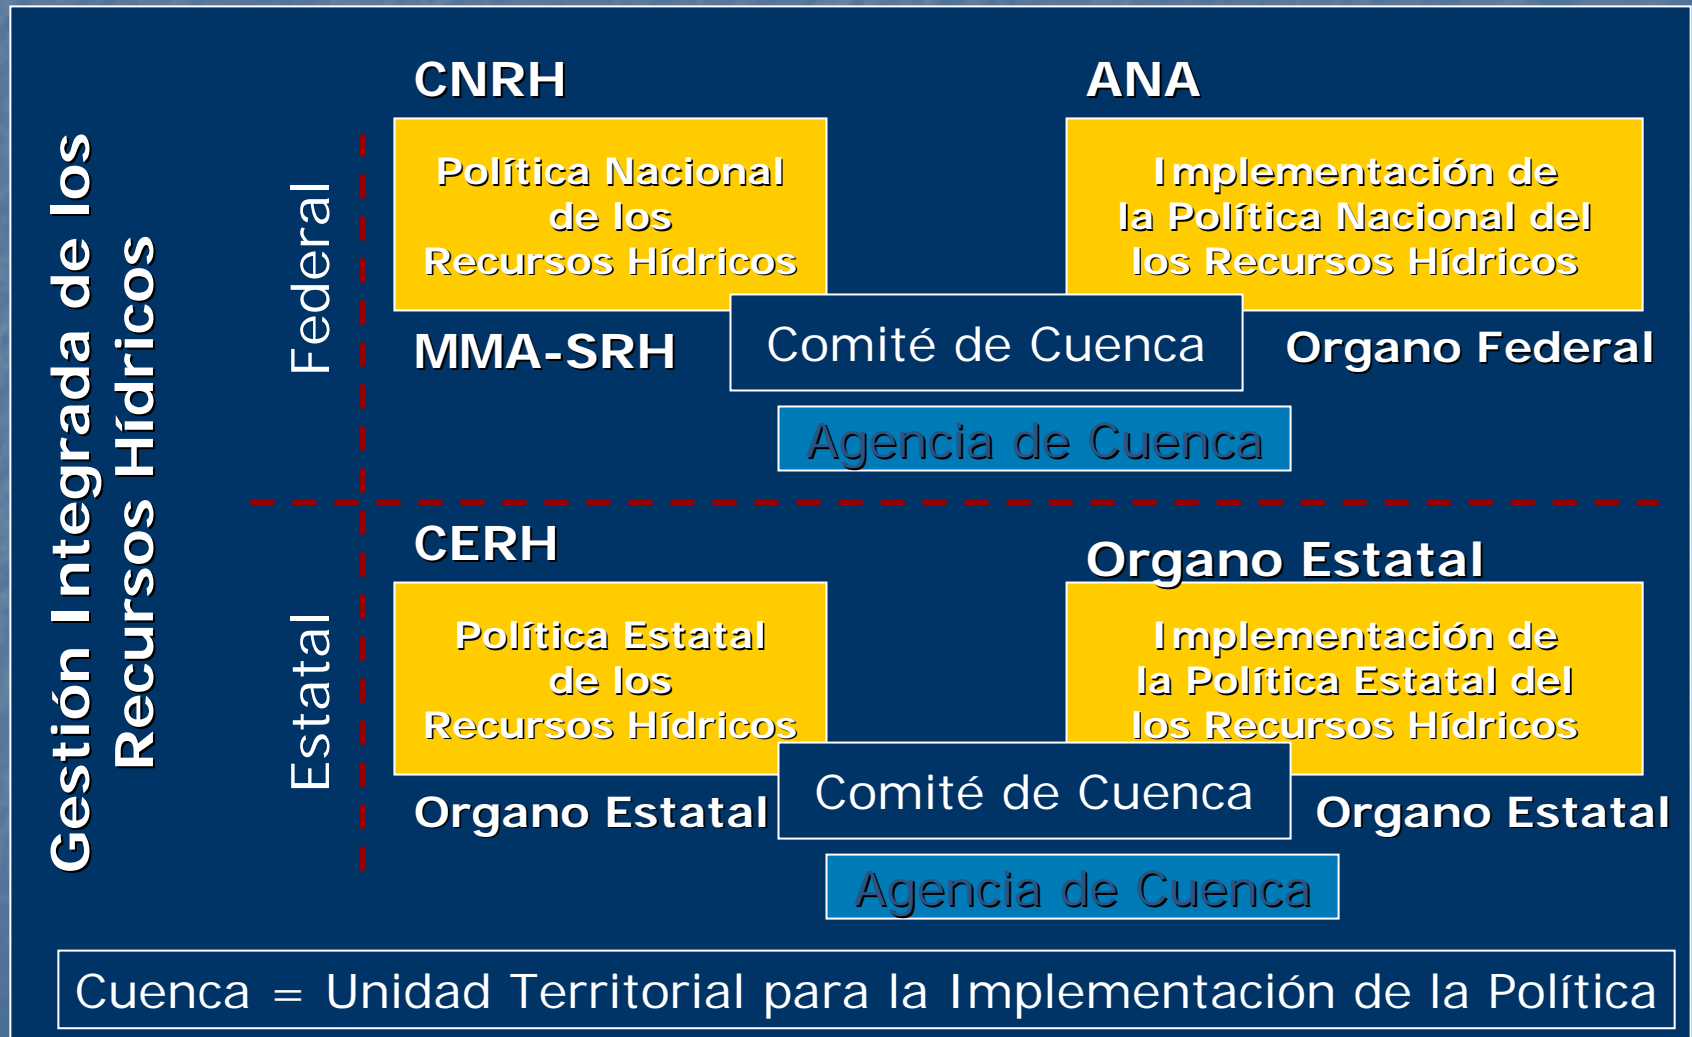 Gestión Integrada de los
Recursos Hídricos
Federal
CNRH
Política Nacional
de los
Recursos Hídricos
MMA-SRH
ANA
Implementación de
la Política Nacional del
los Recursos Hídricos
Organo Federal
Comité de Cuenca
Agencia de Cuenca
Estatal
CERH
Política Estatal
de los
Recursos Hídricos
Organo Estatal
Organo Estatal
Implementación de
la Política Estatal del
los Recursos Hídricos
Organo Estatal
Comité de Cuenca
Agencia de Cuenca
Cuenca = Unidad Territorial para la Implementación de la Política